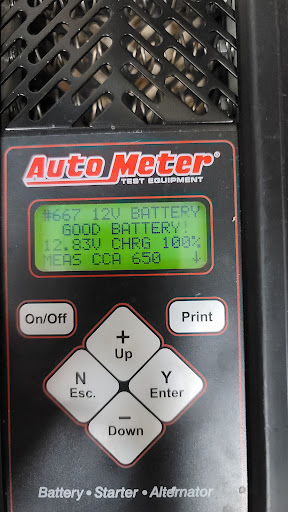 Auto Meter®
TEST EQUIPMENT
#667 12V BATTERY
GOOD BATTERY!
12.83V CHRG 100%
MEAS CCA 650 ↓
On/Off
+
Up
Print
N
Esc.
Y
Enter
−
Down
Battery • Starter • Alternator